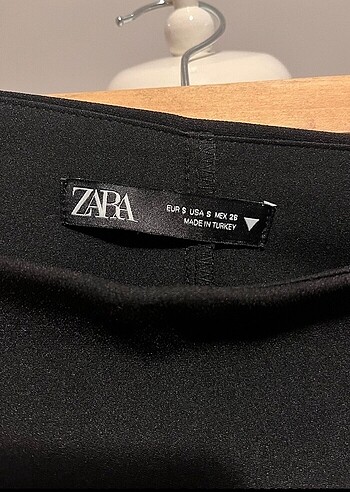 ZARA
EUR S USA S MEX 26
MADE IN TURKEY